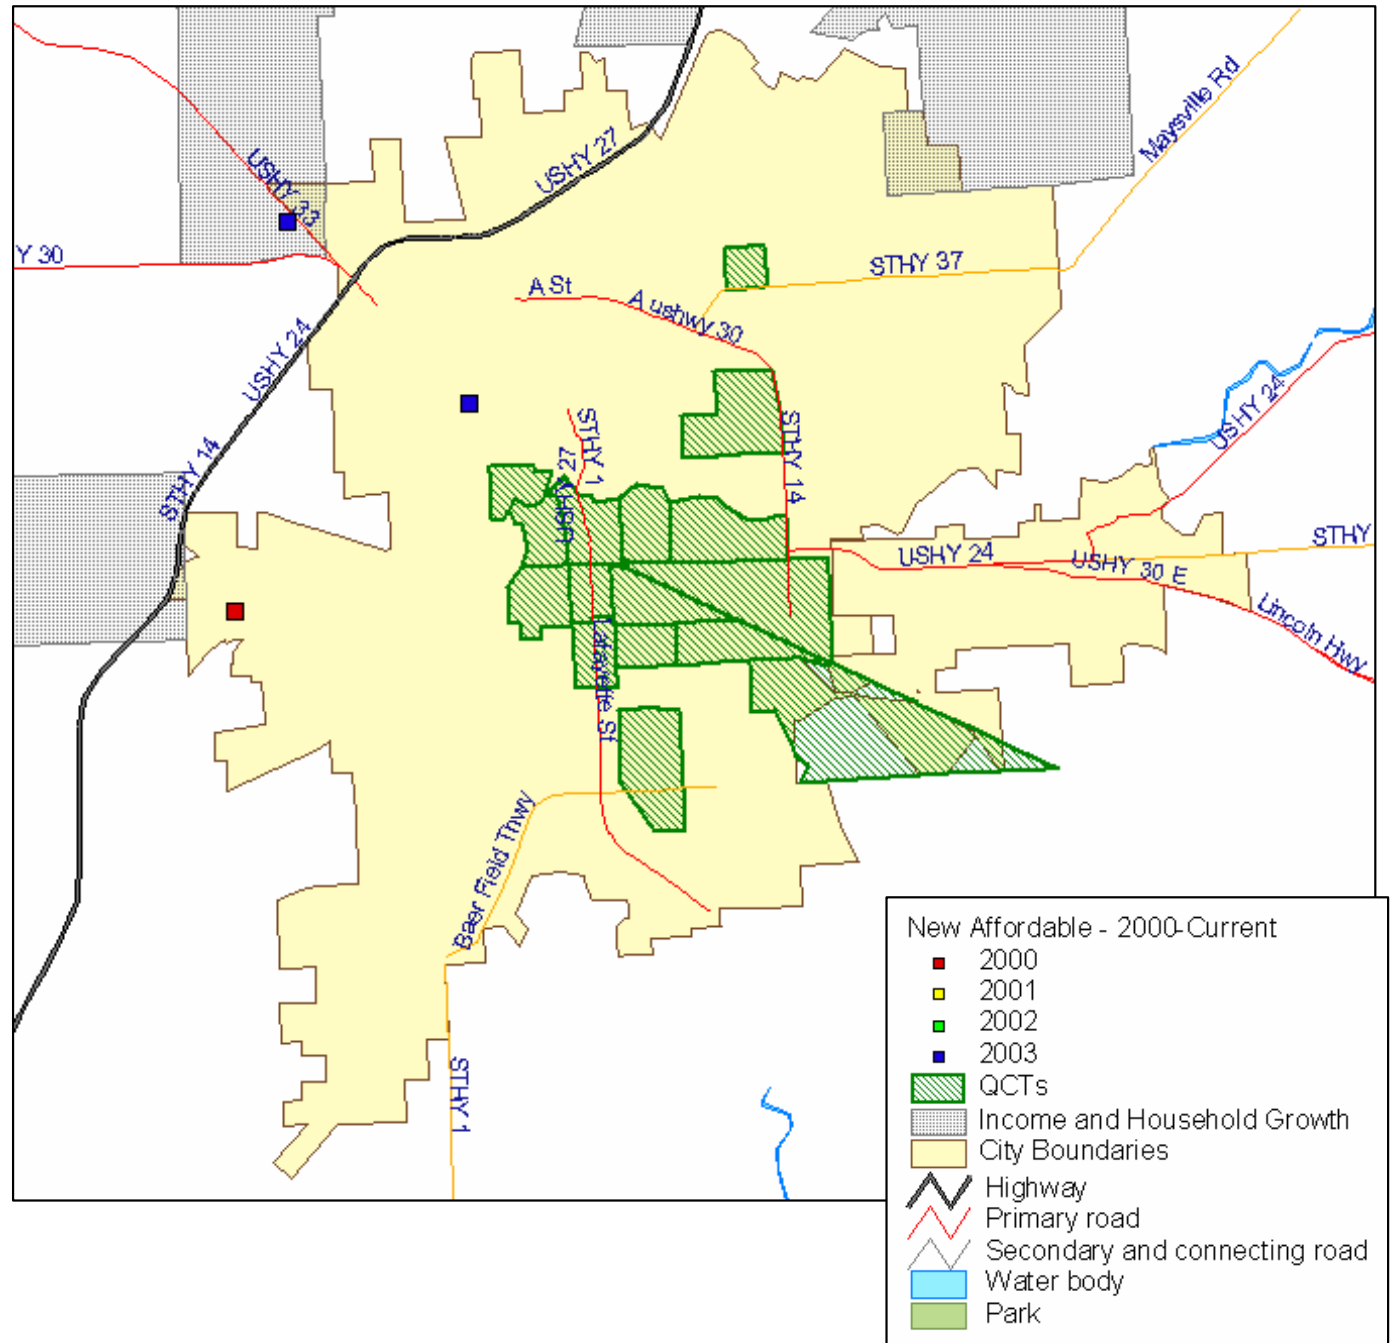 USHY 27
Maysville Rd
USHY 33
Y 30
STHY 37
A St
A ushwy 30
USHY 24
USHY 24
STHY 1
STHY 14
USHY 27
STHY 14
STHY
USHY 24
USHY 30 E
Lincoln Hwy
Lafayette St
Baer Field Thwy
STHY 1
New Affordable - 2000-Current
2000
2001
2002
2003
QCTs
Income and Household Growth
City Boundaries
Highway
Primary road
Secondary and connecting road
Water body
Park